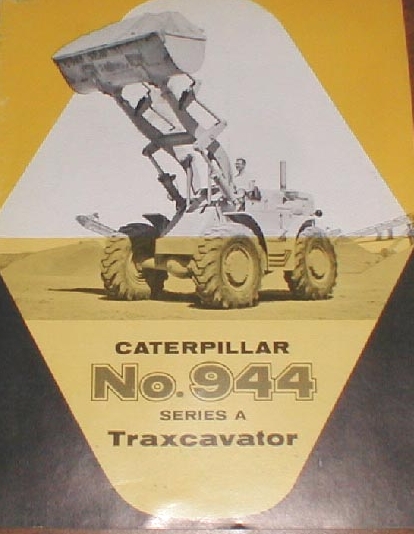 CATERPILLAR
No. 944
SERIES A
Traxcavator